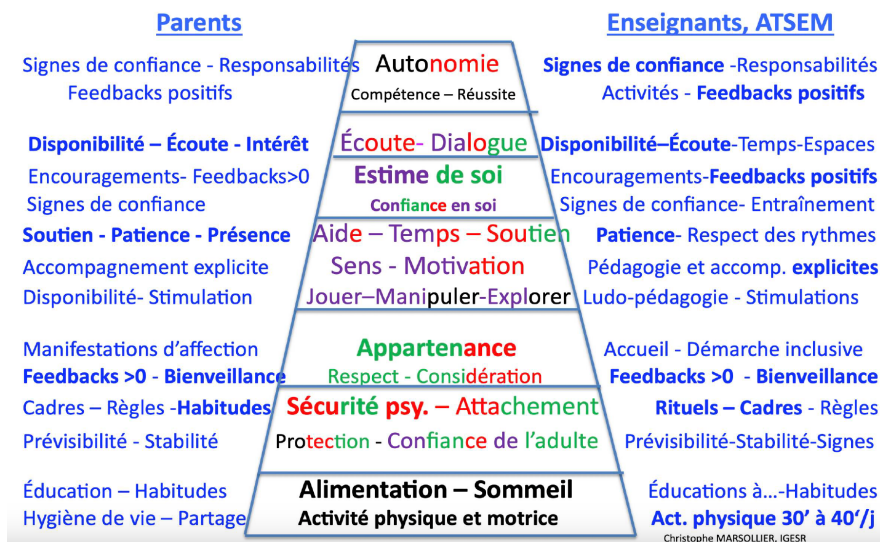 Parents
Enseignants, ATSEM
Signes de confiance - Responsabilités
Autonomie
Signes de confiance -Responsabilités
Feedbacks positifs
Compétence – Réussite
Activités - Feedbacks positifs
Disponibilité – Écoute - Intérêt
Écoute- Dialogue
Disponibilité–Écoute-Temps-Espaces
Encouragements- Feedbacks>0
Estime de soi
Encouragements-Feedbacks positifs
Signes de confiance
Confiance en soi
Signes de confiance- Entraînement
Soutien - Patience - Présence
Aide – Temps – Soutien
Patience- Respect des rythmes
Accompagnement explicite
Sens - Motivation
Pédagogie et accomp. explicites
Disponibilité- Stimulation
Jouer–Manipuler-Explorer
Ludo-pédagogie - Stimulations
Manifestations d’affection
Appartenance
Accueil - Démarche inclusive
Feedbacks >0 - Bienveillance
Respect - Considération
Feedbacks >0 - Bienveillance
Cadres – Règles -Habitudes
Sécurité psy. – Attachement
Rituels – Cadres - Règles
Prévisibilité - Stabilité
Protection - Confiance de l’adulte
Prévisibilité-Stabilité-Signes
Éducation – Habitudes
Alimentation – Sommeil
Éducations à...-Habitudes
Hygiène de vie – Partage
Activité physique et motrice
Act. physique 30’ à 40‘/j
Christophe MARSOLLIER, IGESR